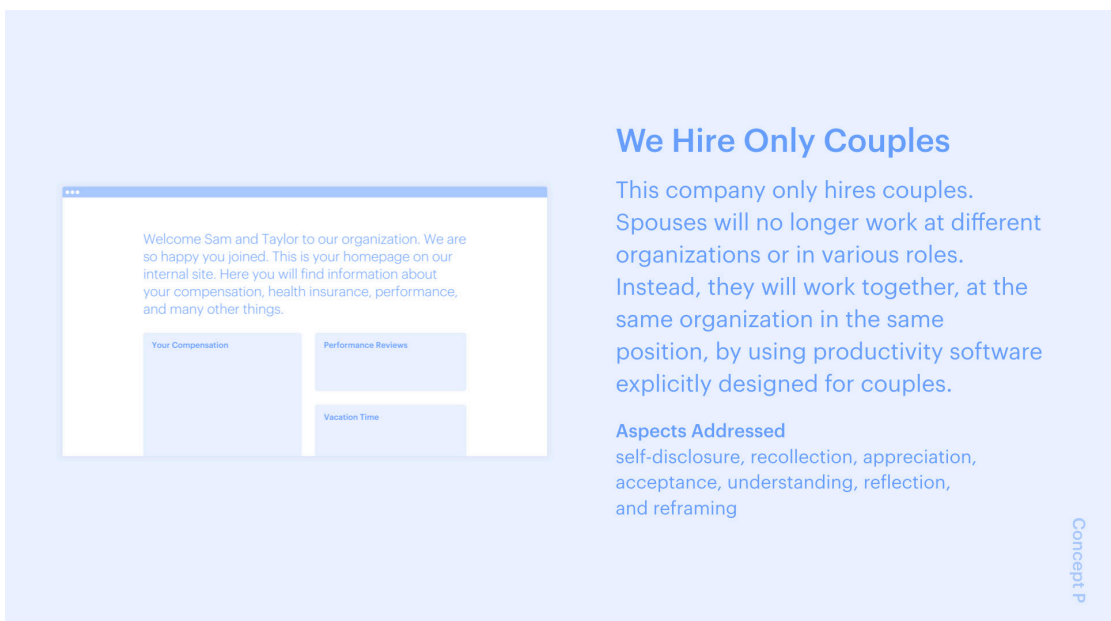 We Hire Only Couples
This company only hires couples.
Spouses will no longer work at different
organizations or in various roles.
Instead, they will work together, at the
same organization in the same
position, by using productivity software
explicitly designed for couples.
Aspects Addressed
self-disclosure, recollection, appreciation,
acceptance, understanding, reflection,
and reframing
Welcome Sam and Taylor to our organization. We are
so happy you joined. This is your homepage on our
internal site. Here you will find information about
your compensation, health insurance, performance,
and many other things.
Your Compensation
Performance Reviews
Vacation Time
Concept P